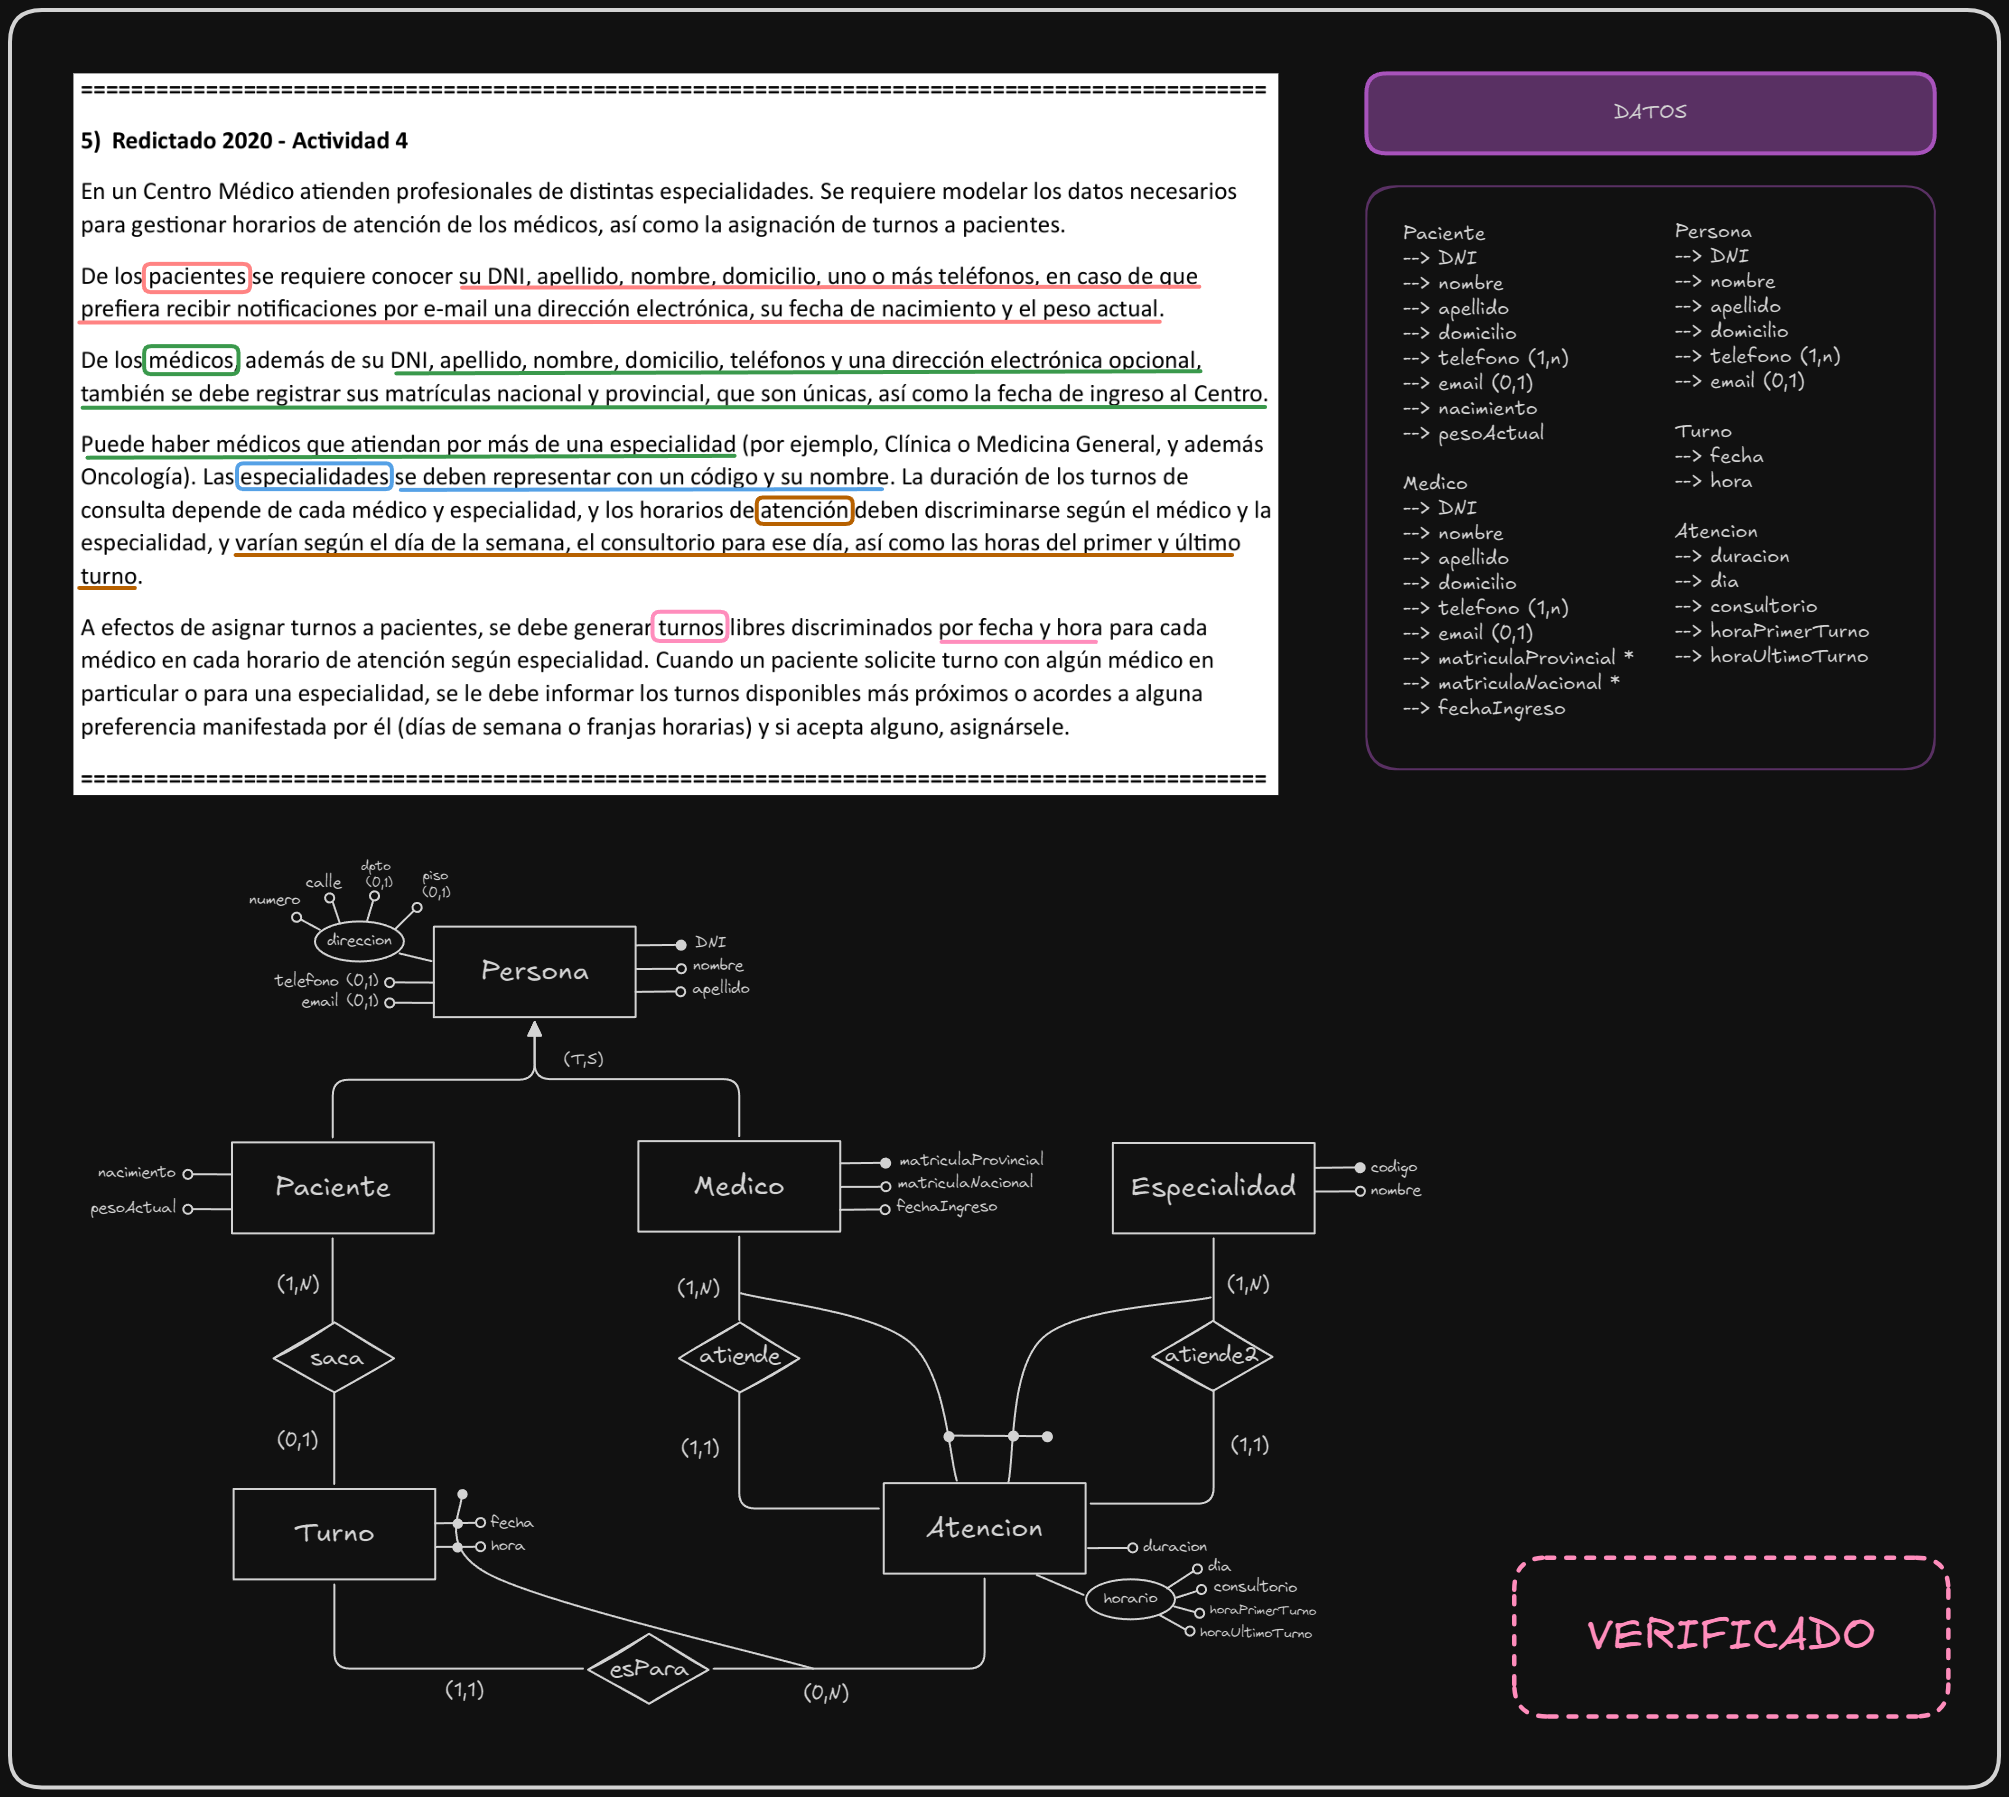 ===============================================================================================
5) Redictado 2020 - Actividad 4
En un Centro Médico atienden profesionales de distintas especialidades. Se requiere modelar los datos necesarios
para gestionar horarios de atención de los médicos, así como la asignación de turnos a pacientes.
De los pacientes se requiere conocer su DNI, apellido, nombre, domicilio, uno o más teléfonos, en caso de que
prefiera recibir notificaciones por e-mail una dirección electrónica, su fecha de nacimiento y el peso actual.
De los médicos, además de su DNI, apellido, nombre, domicilio, teléfonos y una dirección electrónica opcional,
también se debe registrar sus matrículas nacional y provincial, que son únicas, así como la fecha de ingreso al Centro.
Puede haber médicos que atiendan por más de una especialidad (por ejemplo, Clínica o Medicina General, y además
Oncología). Las especialidades se deben representar con un código y su nombre. La duración de los turnos de
consulta depende de cada médico y especialidad, y los horarios de atención deben discriminarse según el médico y la
especialidad, y varían según el día de la semana, el consultorio para ese día, así como las horas del primer y último
turno.
A efectos de asignar turnos a pacientes, se debe generar turnos libres discriminados por fecha y hora para cada
médico en cada horario de atención según especialidad. Cuando un paciente solicite turno con algún médico en
particular o para una especialidad, se le debe informar los turnos disponibles más próximos o acordes a alguna
preferencia manifestada por él (días de semana o franjas horarias) y si acepta alguno, asignársele.
===============================================================================================
DATOS
Paciente
--> DNI
--> nombre
--> apellido
--> domicilio
--> telefono (1,n)
--> email (0,1)
--> nacimiento
--> pesoActual
Medico
--> DNI
--> nombre
--> apellido
--> domicilio
--> telefono (1,n)
--> email (0,1)
--> matriculaProvincial *
--> matriculaNacional *
--> fechaIngreso
Persona
--> DNI
--> nombre
--> apellido
--> domicilio
--> telefono (1,n)
--> email (0,1)
Turno
--> fecha
--> hora
Atencion
--> duracion
--> dia
--> consultorio
--> horaPrimerTurno
--> horaUltimoTurno
numero
calle
dpto
(0,1)
piso
(0,1)
direccion
telefono (0,1)
email (0,1)
Persona
DNI
nombre
apellido
(T,S)
nacimiento
pesoActual
Paciente
Medico
matriculaProvincial
matriculaNacional
fechaIngreso
Especialidad
codigo
nombre
(1,N)
(1,N)
(1,N)
saca
atiende
atiende2
(0,1)
(1,1)
(1,1)
Turno
fecha
hora
Atencion
duracion
horario
dia
consultorio
horaPrimerTurno
horaUltimoTurno
esPara
(1,1)
(0,N)
VERIFICADO